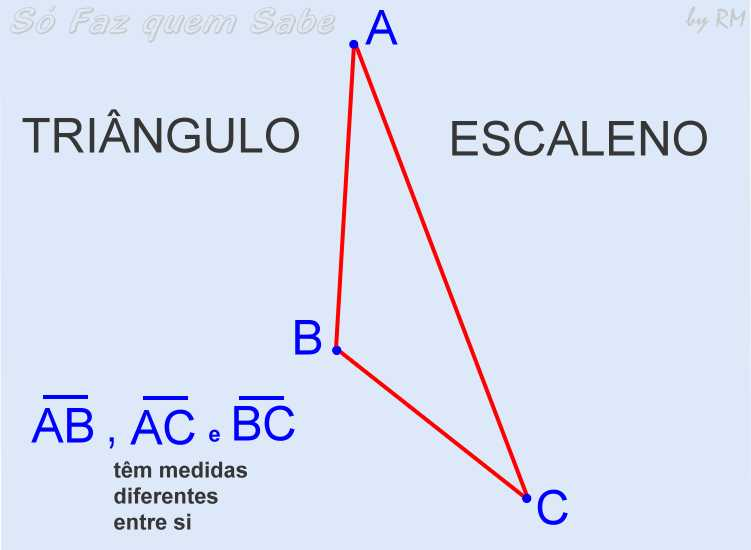 Só Faz quem Sabe
by RM
A
TRIÂNGULO
ESCALENO
B
AB , AC e BC
têm medidas
diferentes
entre si
C